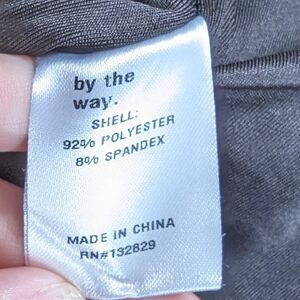 by the
way.
SHELL:
92% POLYESTER
8% SPANDEX
MADE IN CHINA
RN#132829